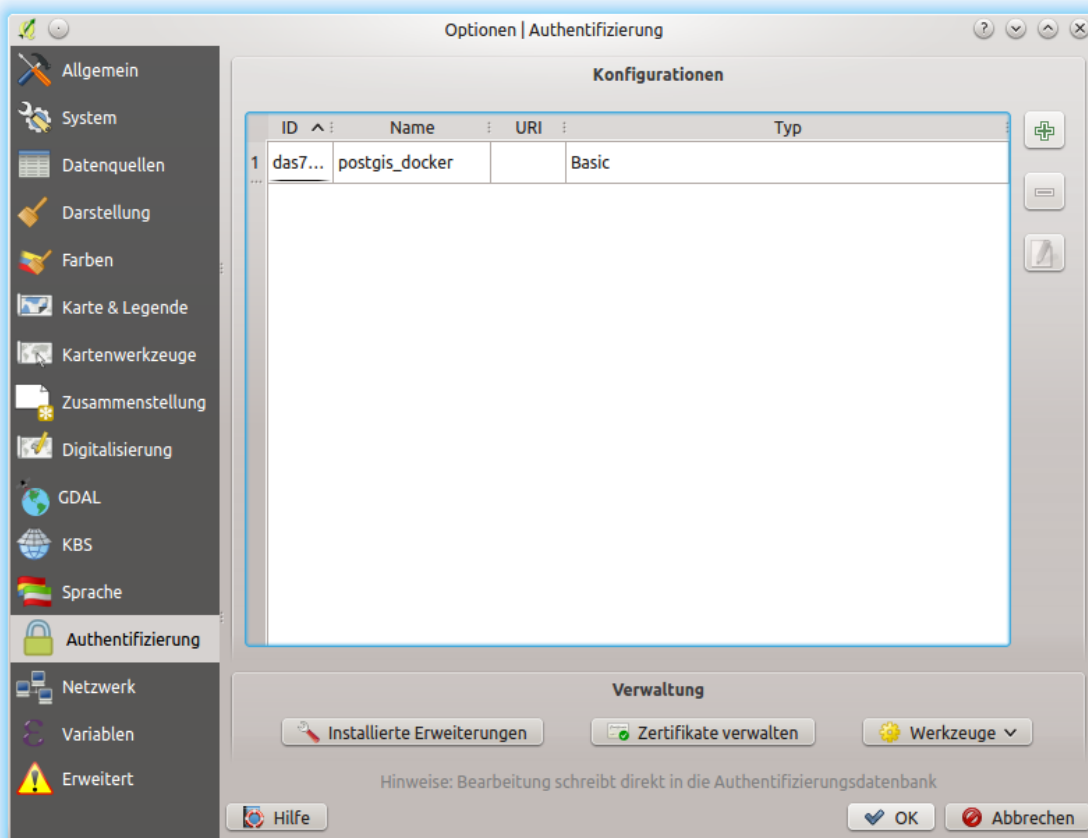 Optionen | Authentifizierung
Allgemein
System
Datenquellen
Darstellung
Farben
Karte & Legende
Kartenwerkzeuge
Zusammenstellung
Digitalisierung
GDAL
KBS
Sprache
Authentifizierung
Netzwerk
Variablen
Erweitert
Konfigurationen
ID Name URI Typ
1 das7... postgis_docker Basic
Verwaltung
Installierte Erweiterungen Zertifikate verwalten Werkzeuge
Hinweise: Bearbeitung schreibt direkt in die Authentifizierungsdatenbank
Hilfe OK Abbrechen